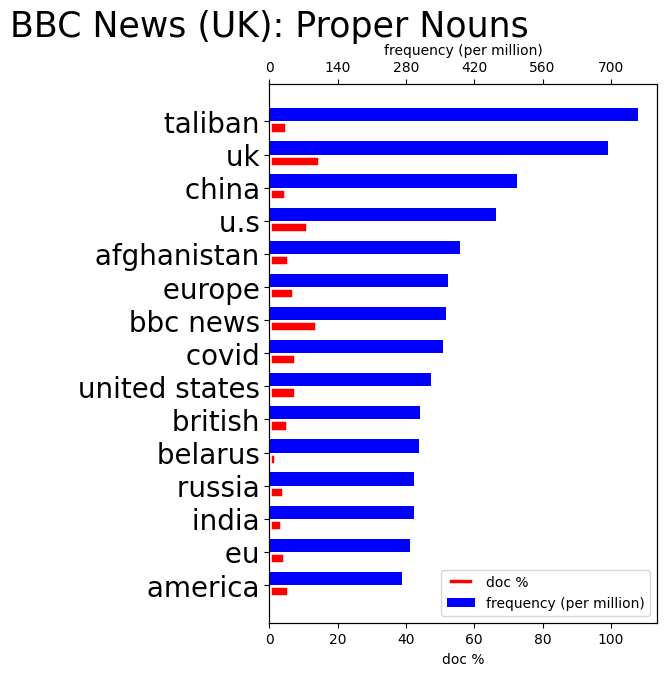 BBC News (UK): Proper Nouns
frequency (per million)
0 140 280 420 560 700
taliban
uk
china
u.s
afghanistan
europe
bbc news
covid
united states
british
belarus
russia
india
eu
america
doc %
frequency (per million)
0 20 40 60 80 100
doc %